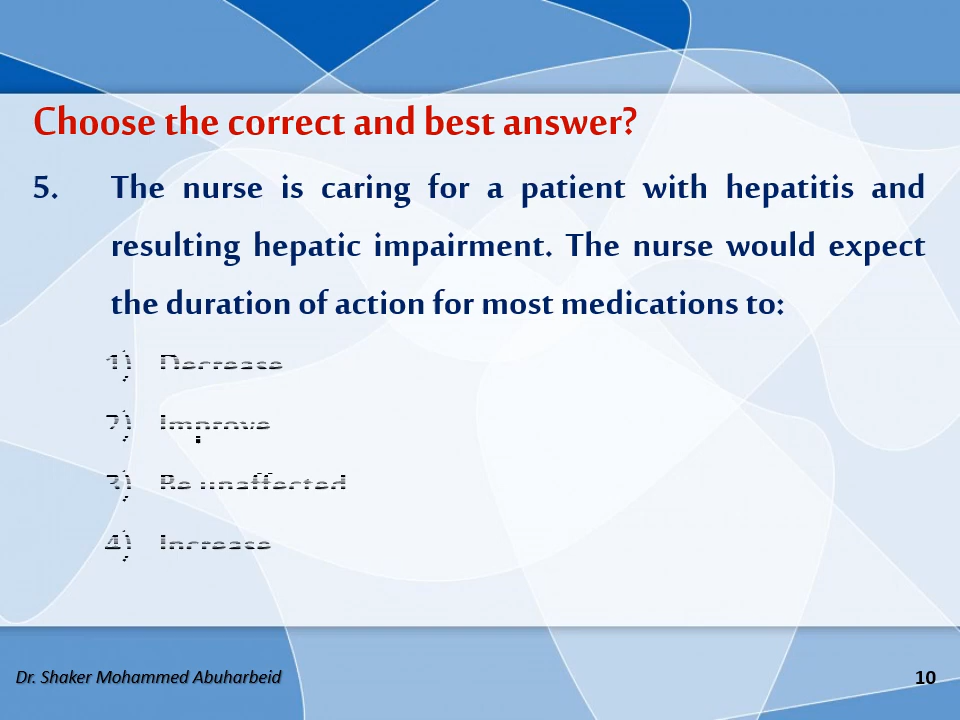 Choose the correct and best answer?
5. The nurse is caring for a patient with hepatitis and
resulting hepatic impairment. The nurse would expect
the duration of action for most medications to:
1) Decrease
2) Improve
3) Be unaffected
4) Increase
Dr. Shaker Mohammed Abuharbeid
10